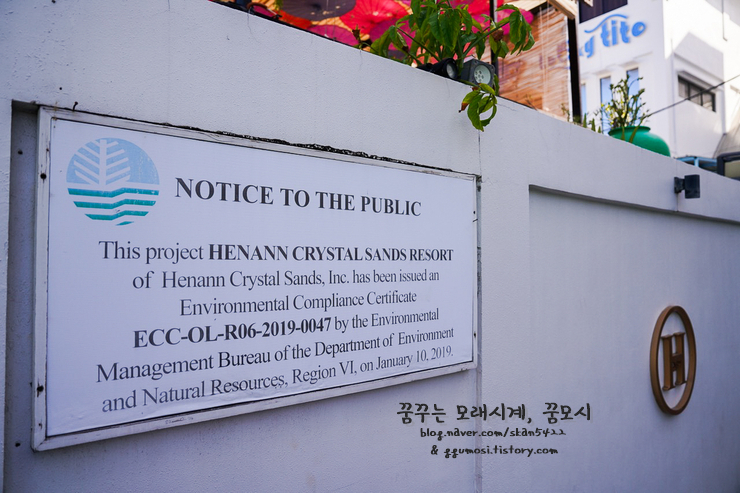 tito
NOTICE TO THE PUBLIC
This project HENANN CRYSTAL SANDS RESORT
of Henann Crystal Sands, Inc. has been issued an
Environmental Compliance Certificate
ECC-OL-R06-2019-0047 by the Environmental
Management Bureau of the Department of Environment
and Natural Resources, Region VI, on January 10, 2019.
H
꿈꾸는 모래시계, 꿈모시
blog.naver.com/skan5422
& ggumosi.tistory.com